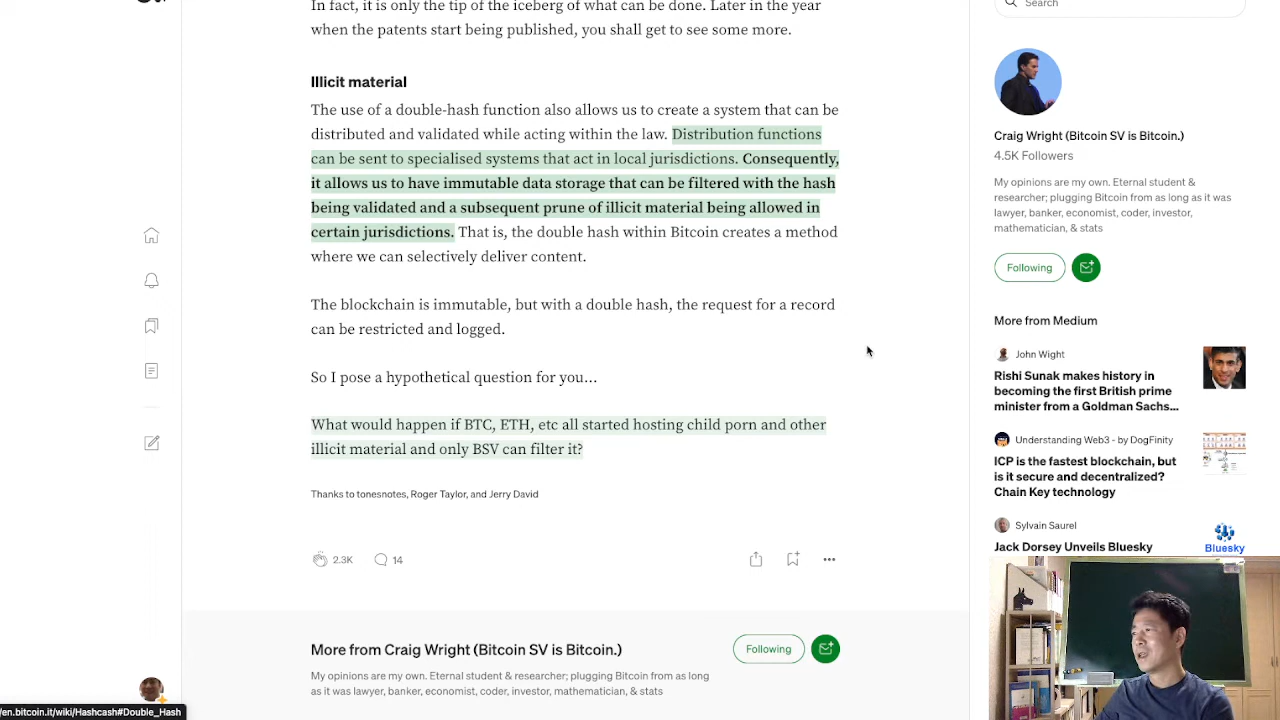 In fact, it is only the tip of the iceberg of what can be done. Later in the year
when the patents start being published, you shall get to see some more.
Illicit material
The use of a double-hash function also allows us to create a system that can be
distributed and validated while acting within the law. Distribution functions
can be sent to specialised systems that act in local jurisdictions. Consequently,
it allows us to have immutable data storage that can be filtered with the hash
being validated and a subsequent prune of illicit material being allowed in
certain jurisdictions. That is, the double hash within Bitcoin creates a method
where we can selectively deliver content.
The blockchain is immutable, but with a double hash, the request for a record
can be restricted and logged.
So I pose a hypothetical question for you...
What would happen if BTC, ETH, etc all started hosting child porn and other
illicit material and only BSV can filter it?
Thanks to tonesnotes, Roger Taylor, and Jerry David
2.3K
14
More from Craig Wright (Bitcoin SV is Bitcoin.)
Following
My opinions are my own. Eternal student & researcher; plugging Bitcoin from as long
as it was lawyer, banker, economist, coder, investor, mathematician, & stats
Search
Craig Wright (Bitcoin SV is Bitcoin.)
4.5K Followers
My opinions are my own. Eternal student &
researcher; plugging Bitcoin from as long as it was
lawyer, banker, economist, coder, investor,
mathematician, & stats
Following
More from Medium
John Wight
Rishi Sunak makes history in
becoming the first British prime
minister from a Goldman Sachs...
Understanding Web3 - by DogFinity
ICP is the fastest blockchain, but
is it secure and decentralized?
Chain Key technology
Sylvain Saurel
Jack Dorsey Unveils Bluesky
Bluesky
/en.bitcoin.it/wiki/Hashcash#Double_Hash